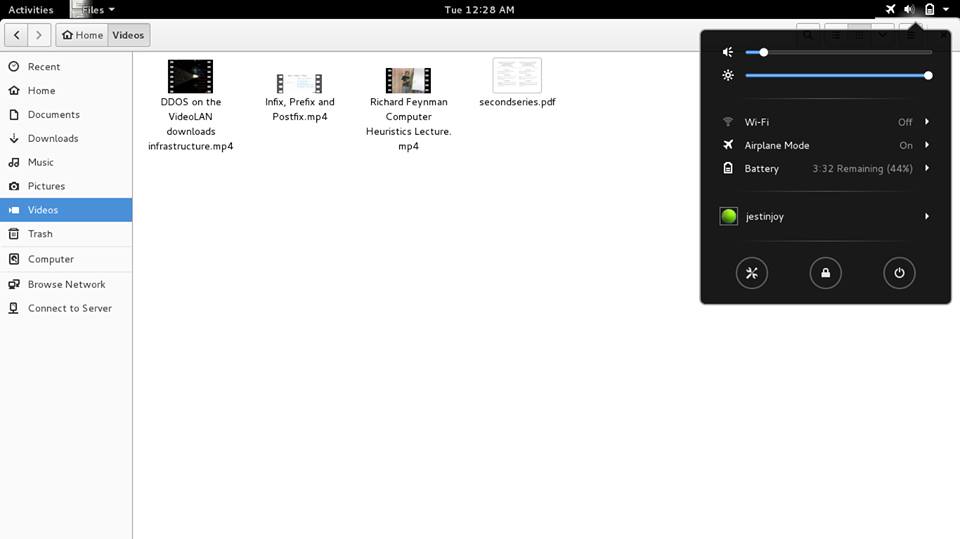 Activities
Files
Tue 12:28 AM
Home
Videos
Recent
Home
Documents
Downloads
Music
Pictures
Videos
Trash
Computer
Browse Network
Connect to Server
DDOS on the
VideoLAN
downloads
infrastructure.mp4
Infix, Prefix and
Postfix.mp4
Richard Feynman
Computer
Heuristics Lecture.
mp4
secondseries.pdf
Wi-Fi Off
Airplane Mode On
Battery 3:32 Remaining (44%)
jestinjoy